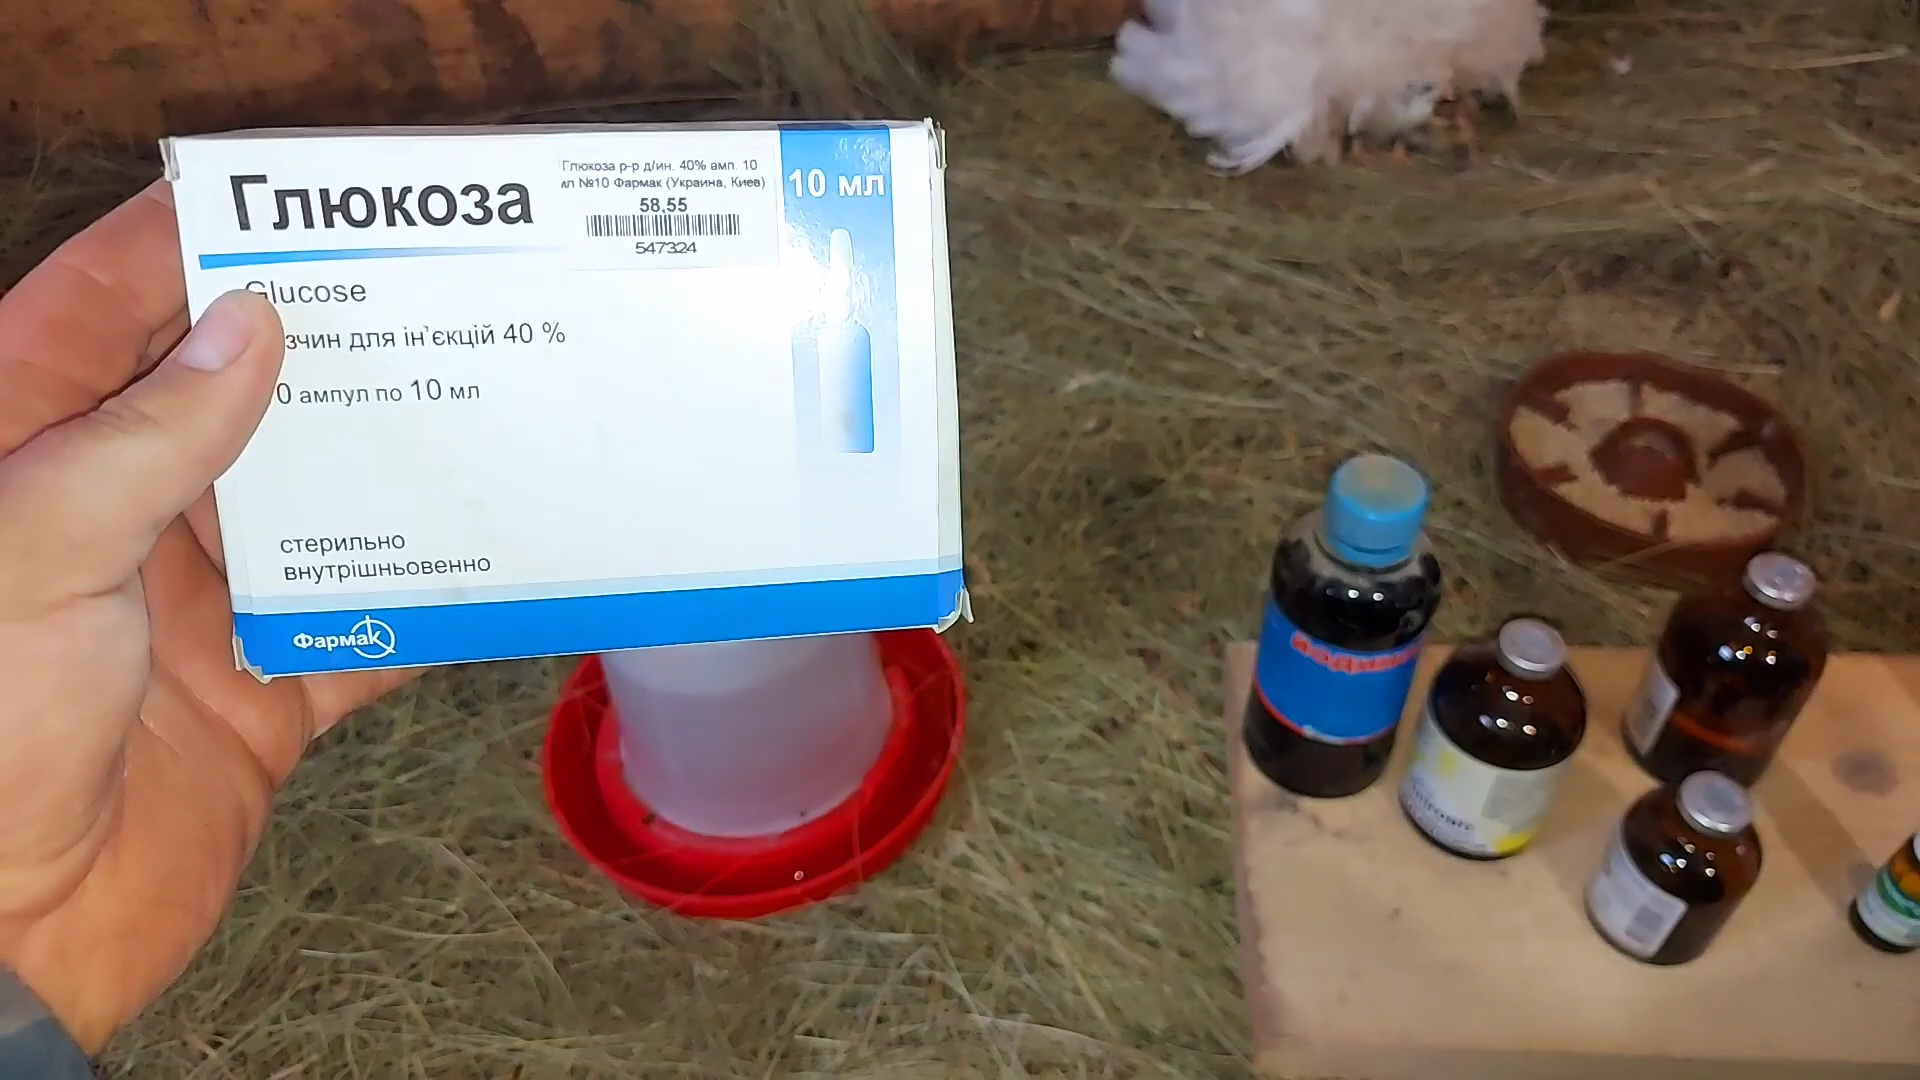 Глюкоза
Глюкоза р-р д/ин. 40% амп. 10
мл №10 Фармак (Украина, Киев)
58,55
547324
10 мл
Glucose
зчин для ін'єкцій 40 %
0 ампул по 10 мл
стерильно
внутрішньовенно
Фармак